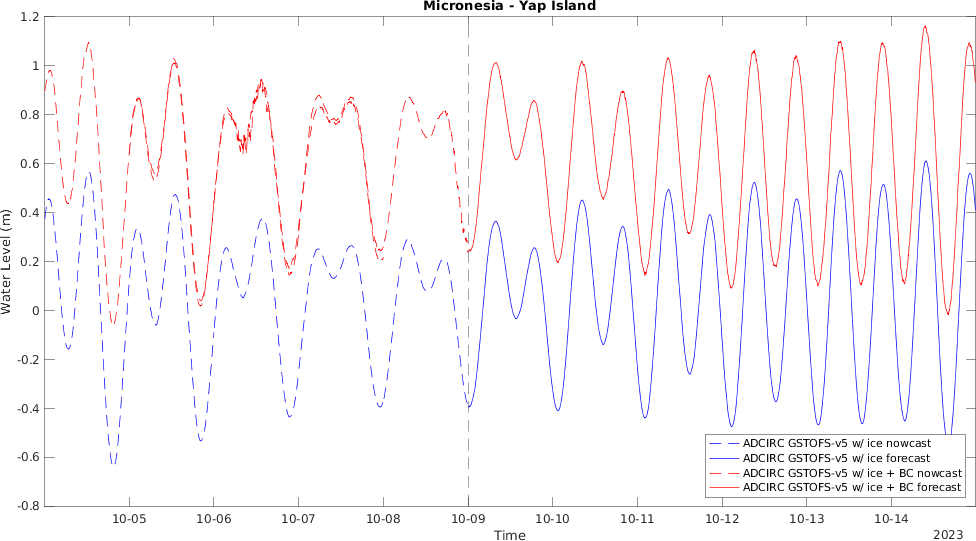 Micronesia - Yap Island
1.2
1
0.8
0.6
0.4
0.2
0
-0.2
-0.4
-0.6
-0.8
Water Level (m)
ADCIRC GSTOFS-v5 w/ ice nowcast
ADCIRC GSTOFS-v5 w/ ice forecast
ADCIRC GSTOFS-v5 w/ ice + BC nowcast
ADCIRC GSTOFS-v5 w/ ice + BC forecast
10-05 10-06 10-07 10-08 10-09 10-10 10-11 10-12 10-13 10-14
Time
2023